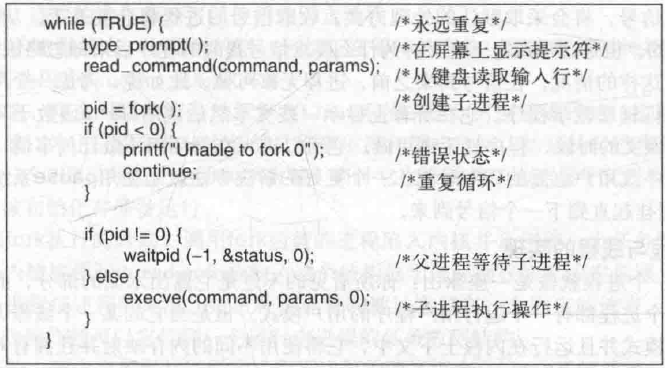 while (TRUE) { /*永远重复*/
type_prompt( ); /*在屏幕上显示提示符*/
read_command(command, params); /*从键盘读取输入行*/
pid = fork( ); /*创建子进程*/
if (pid < 0) {
printf("Unable to fork 0"); /*错误状态*/
continue; /*重复循环*/
}
if (pid != 0) {
waitpid (−1, &status, 0); /*父进程等待子进程*/
} else {
execve(command, params, 0); /*子进程执行操作*/
}
}